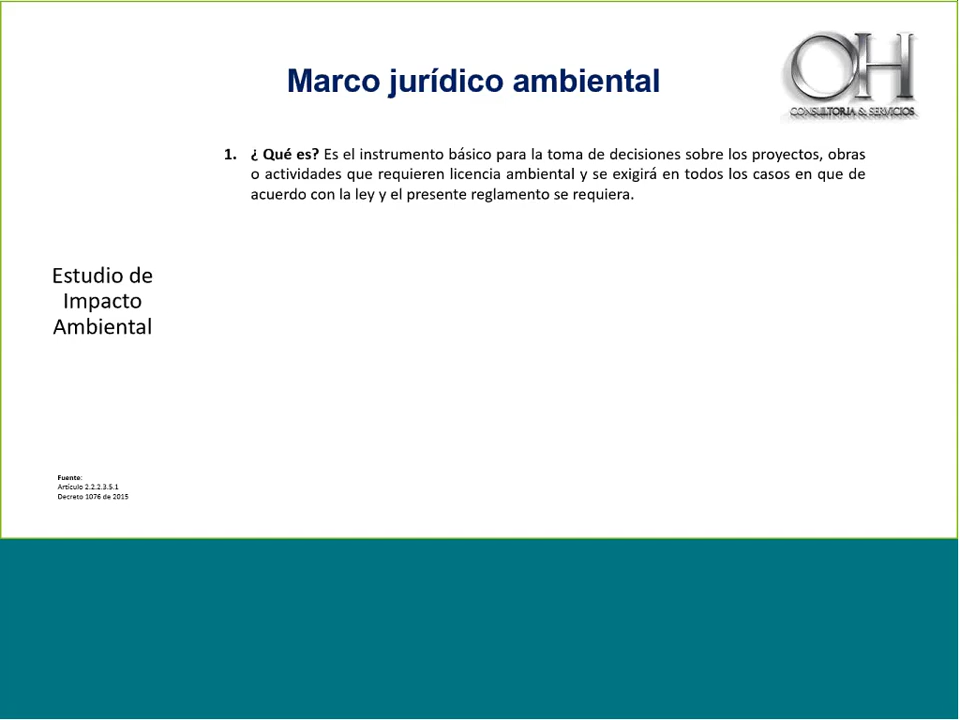 OH
CONSULTORIA & SERVICIOS
Marco jurídico ambiental
1. ¿ Qué es? Es el instrumento básico para la toma de decisiones sobre los proyectos, obras
o actividades que requieren licencia ambiental y se exigirá en todos los casos en que de
acuerdo con la ley y el presente reglamento se requiera.
Estudio de
Impacto
Ambiental
Fuente:
Artículo 2.2.2.3.5.1
Decreto 1076 de 2015